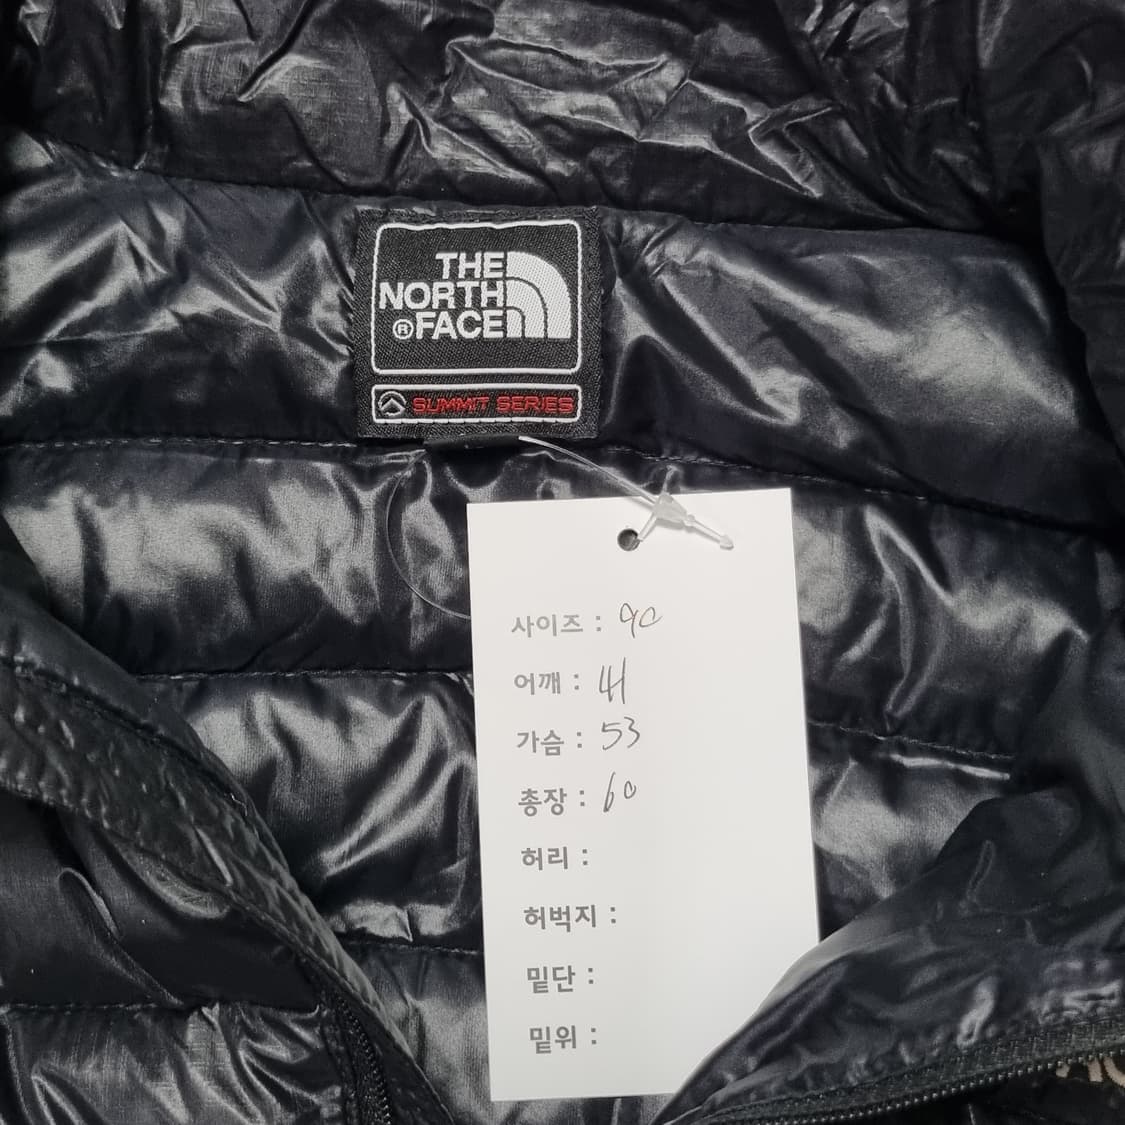 THE
NORTH
®FACE
SUMMIT SERIES
사이즈 : 90
어깨 : 41
가슴 : 53
총장 : 60
허리 :
허벅지 :
밑단 :
밑위 :